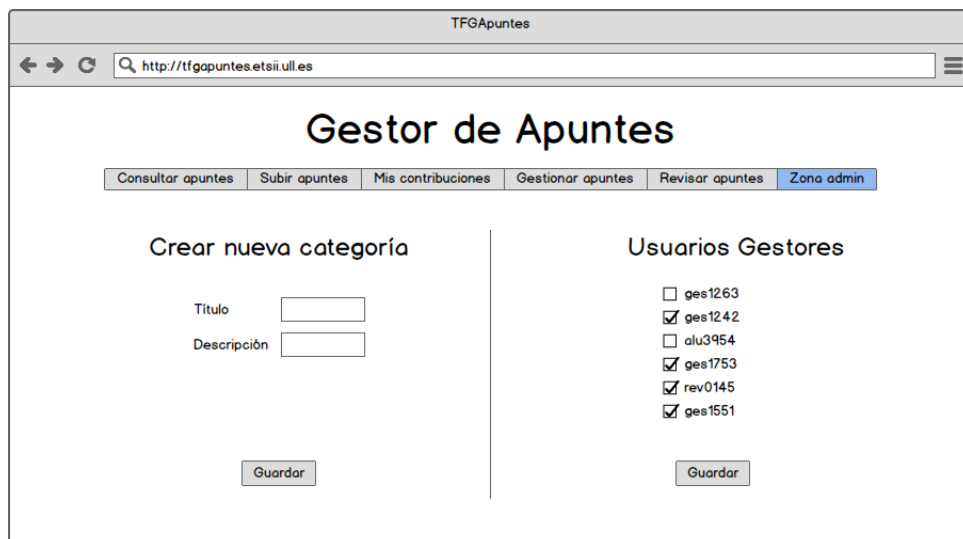 TFGApuntes
http://tfgapuntes.etsii.ull.es
Gestor de Apuntes
Consultar apuntes Subir apuntes Mis contribuciones Gestionar apuntes Revisar apuntes Zona admin
Crear nueva categoría
Título
Descripción
Guardar
Usuarios Gestores
ges1263
ges1242
alu3954
ges1753
rev0145
ges1551
Guardar